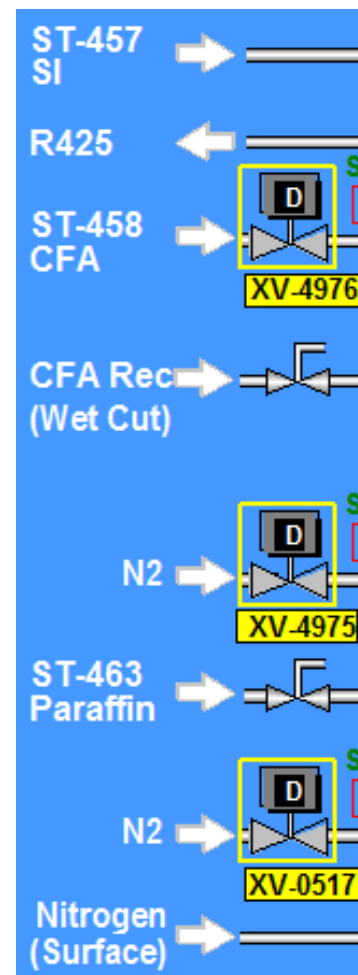 ST-457
SI
R425
S
D
ST-458
CFA
XV-4976
CFA Rec
(Wet Cut)
S
D
N2
XV-4975
ST-463
Paraffin
S
D
N2
XV-0517
Nitrogen
(Surface)